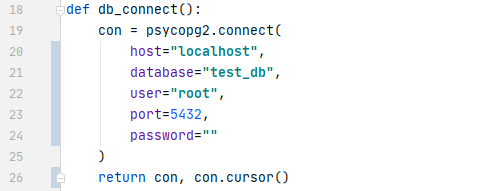 18 def db_connect():
19     con = psycopg2.connect(
20         host="localhost",
21         database="test_db",
22         user="root",
23         port=5432,
24         password=""
25     )
26     return con, con.cursor()